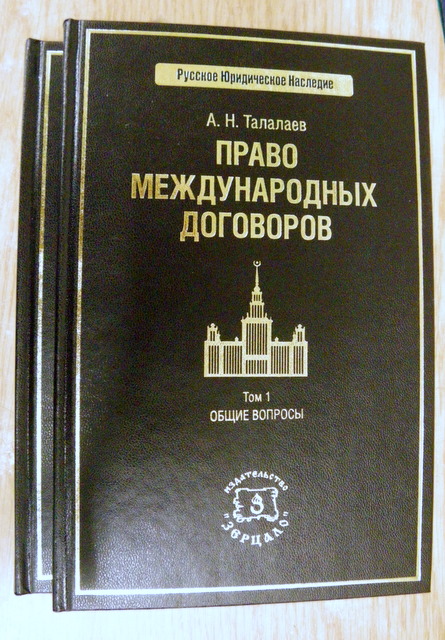 Русское Юридическое Наследие
А. Н. Талалаев
ПРАВО
МЕЖДУНАРОДНЫХ
ДОГОВОРОВ
Том 1
ОБЩИЕ ВОПРОСЫ
издательство
"ЗЕРЦАЛО"